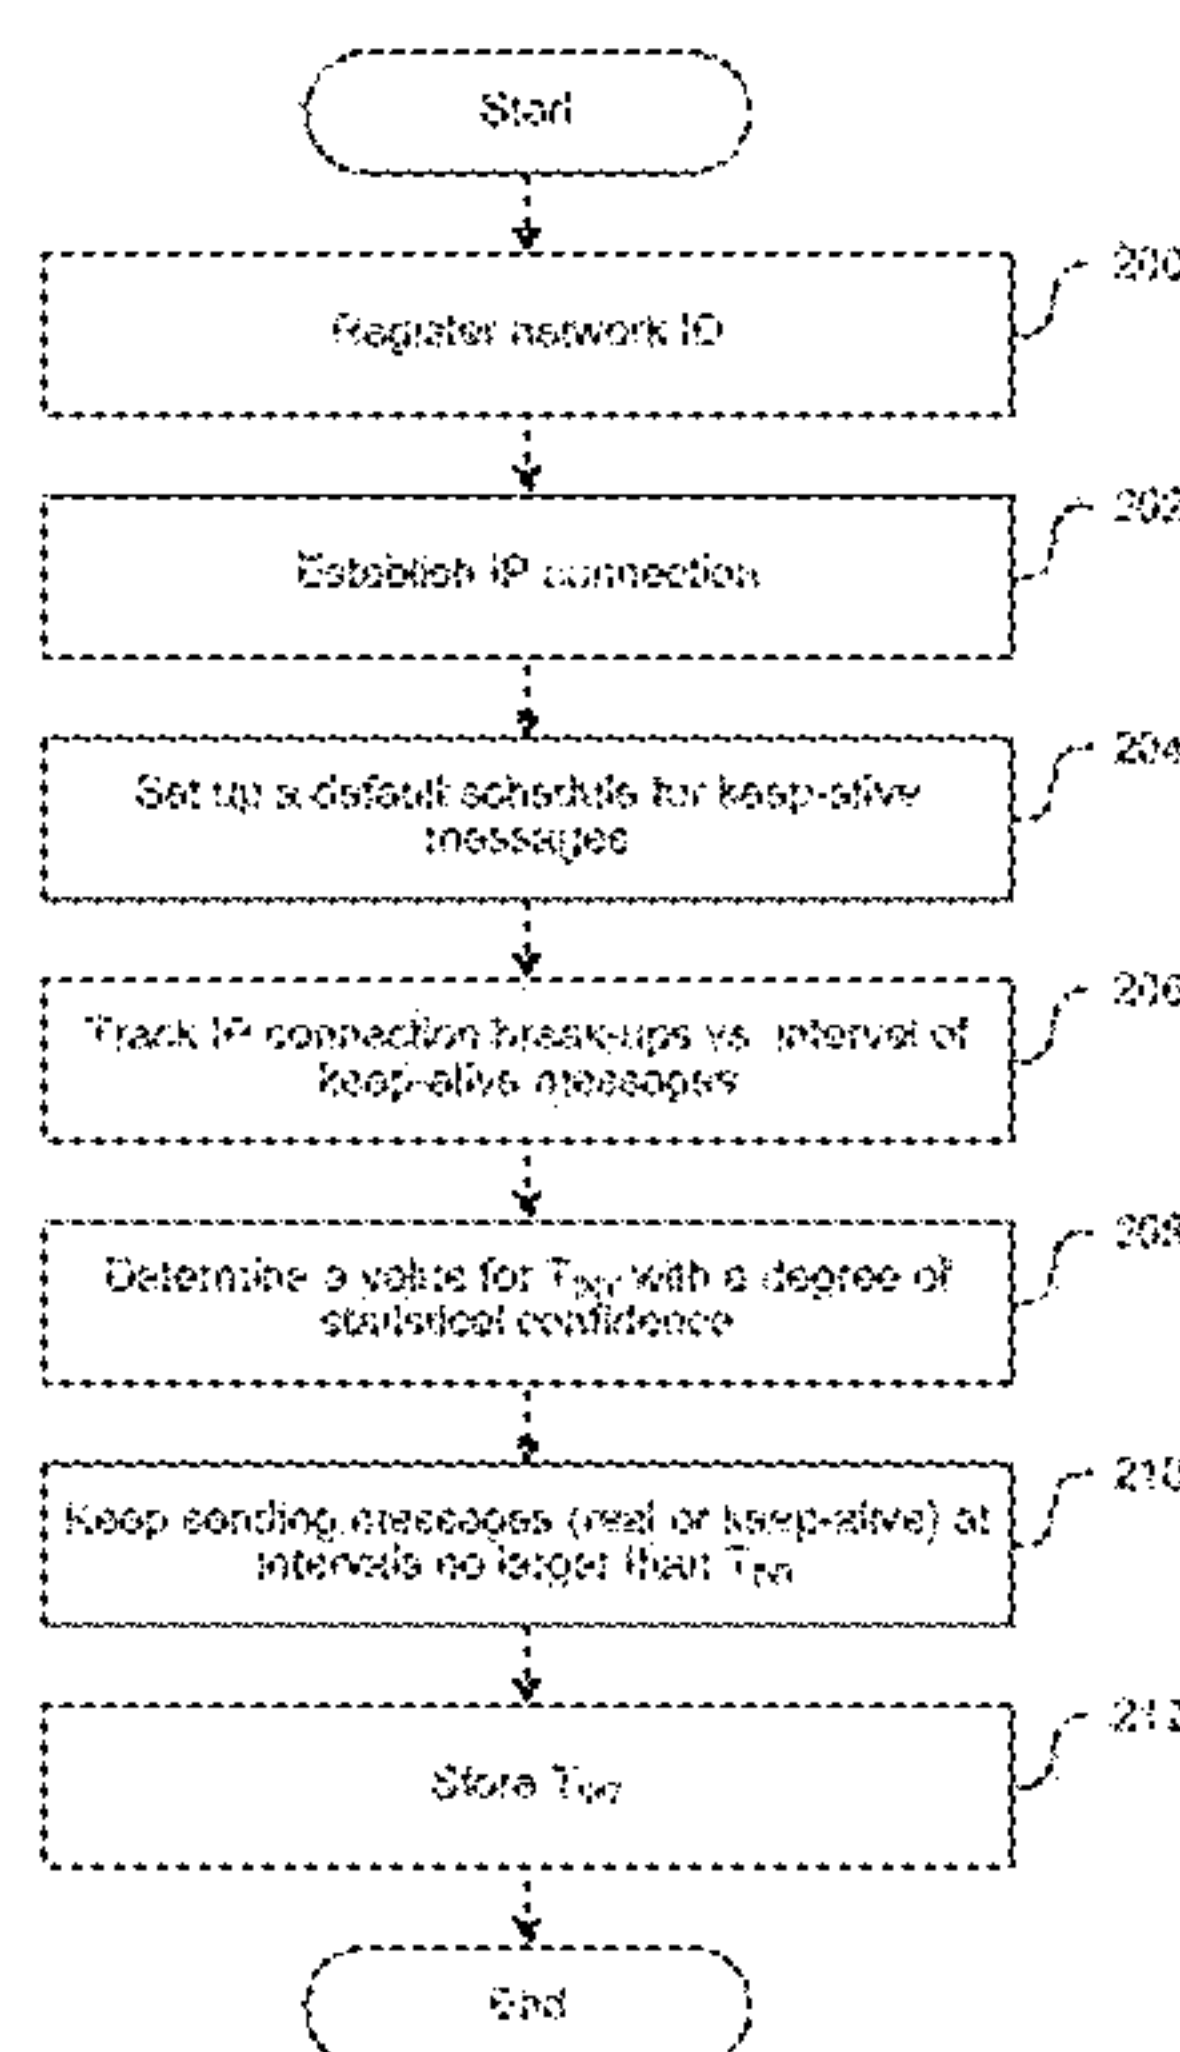 Start
200
Register network ID
202
Establish IP connection
204
Set up a default schedule for keep-alive
messages
206
Track IP connection break-ups vs. interval of
keep-alive messages
208
Determine a value for with a degree of
statistical confidence
210
Keep sending messages (real or keep-alive) at
intervals no larger than
212
Store
End